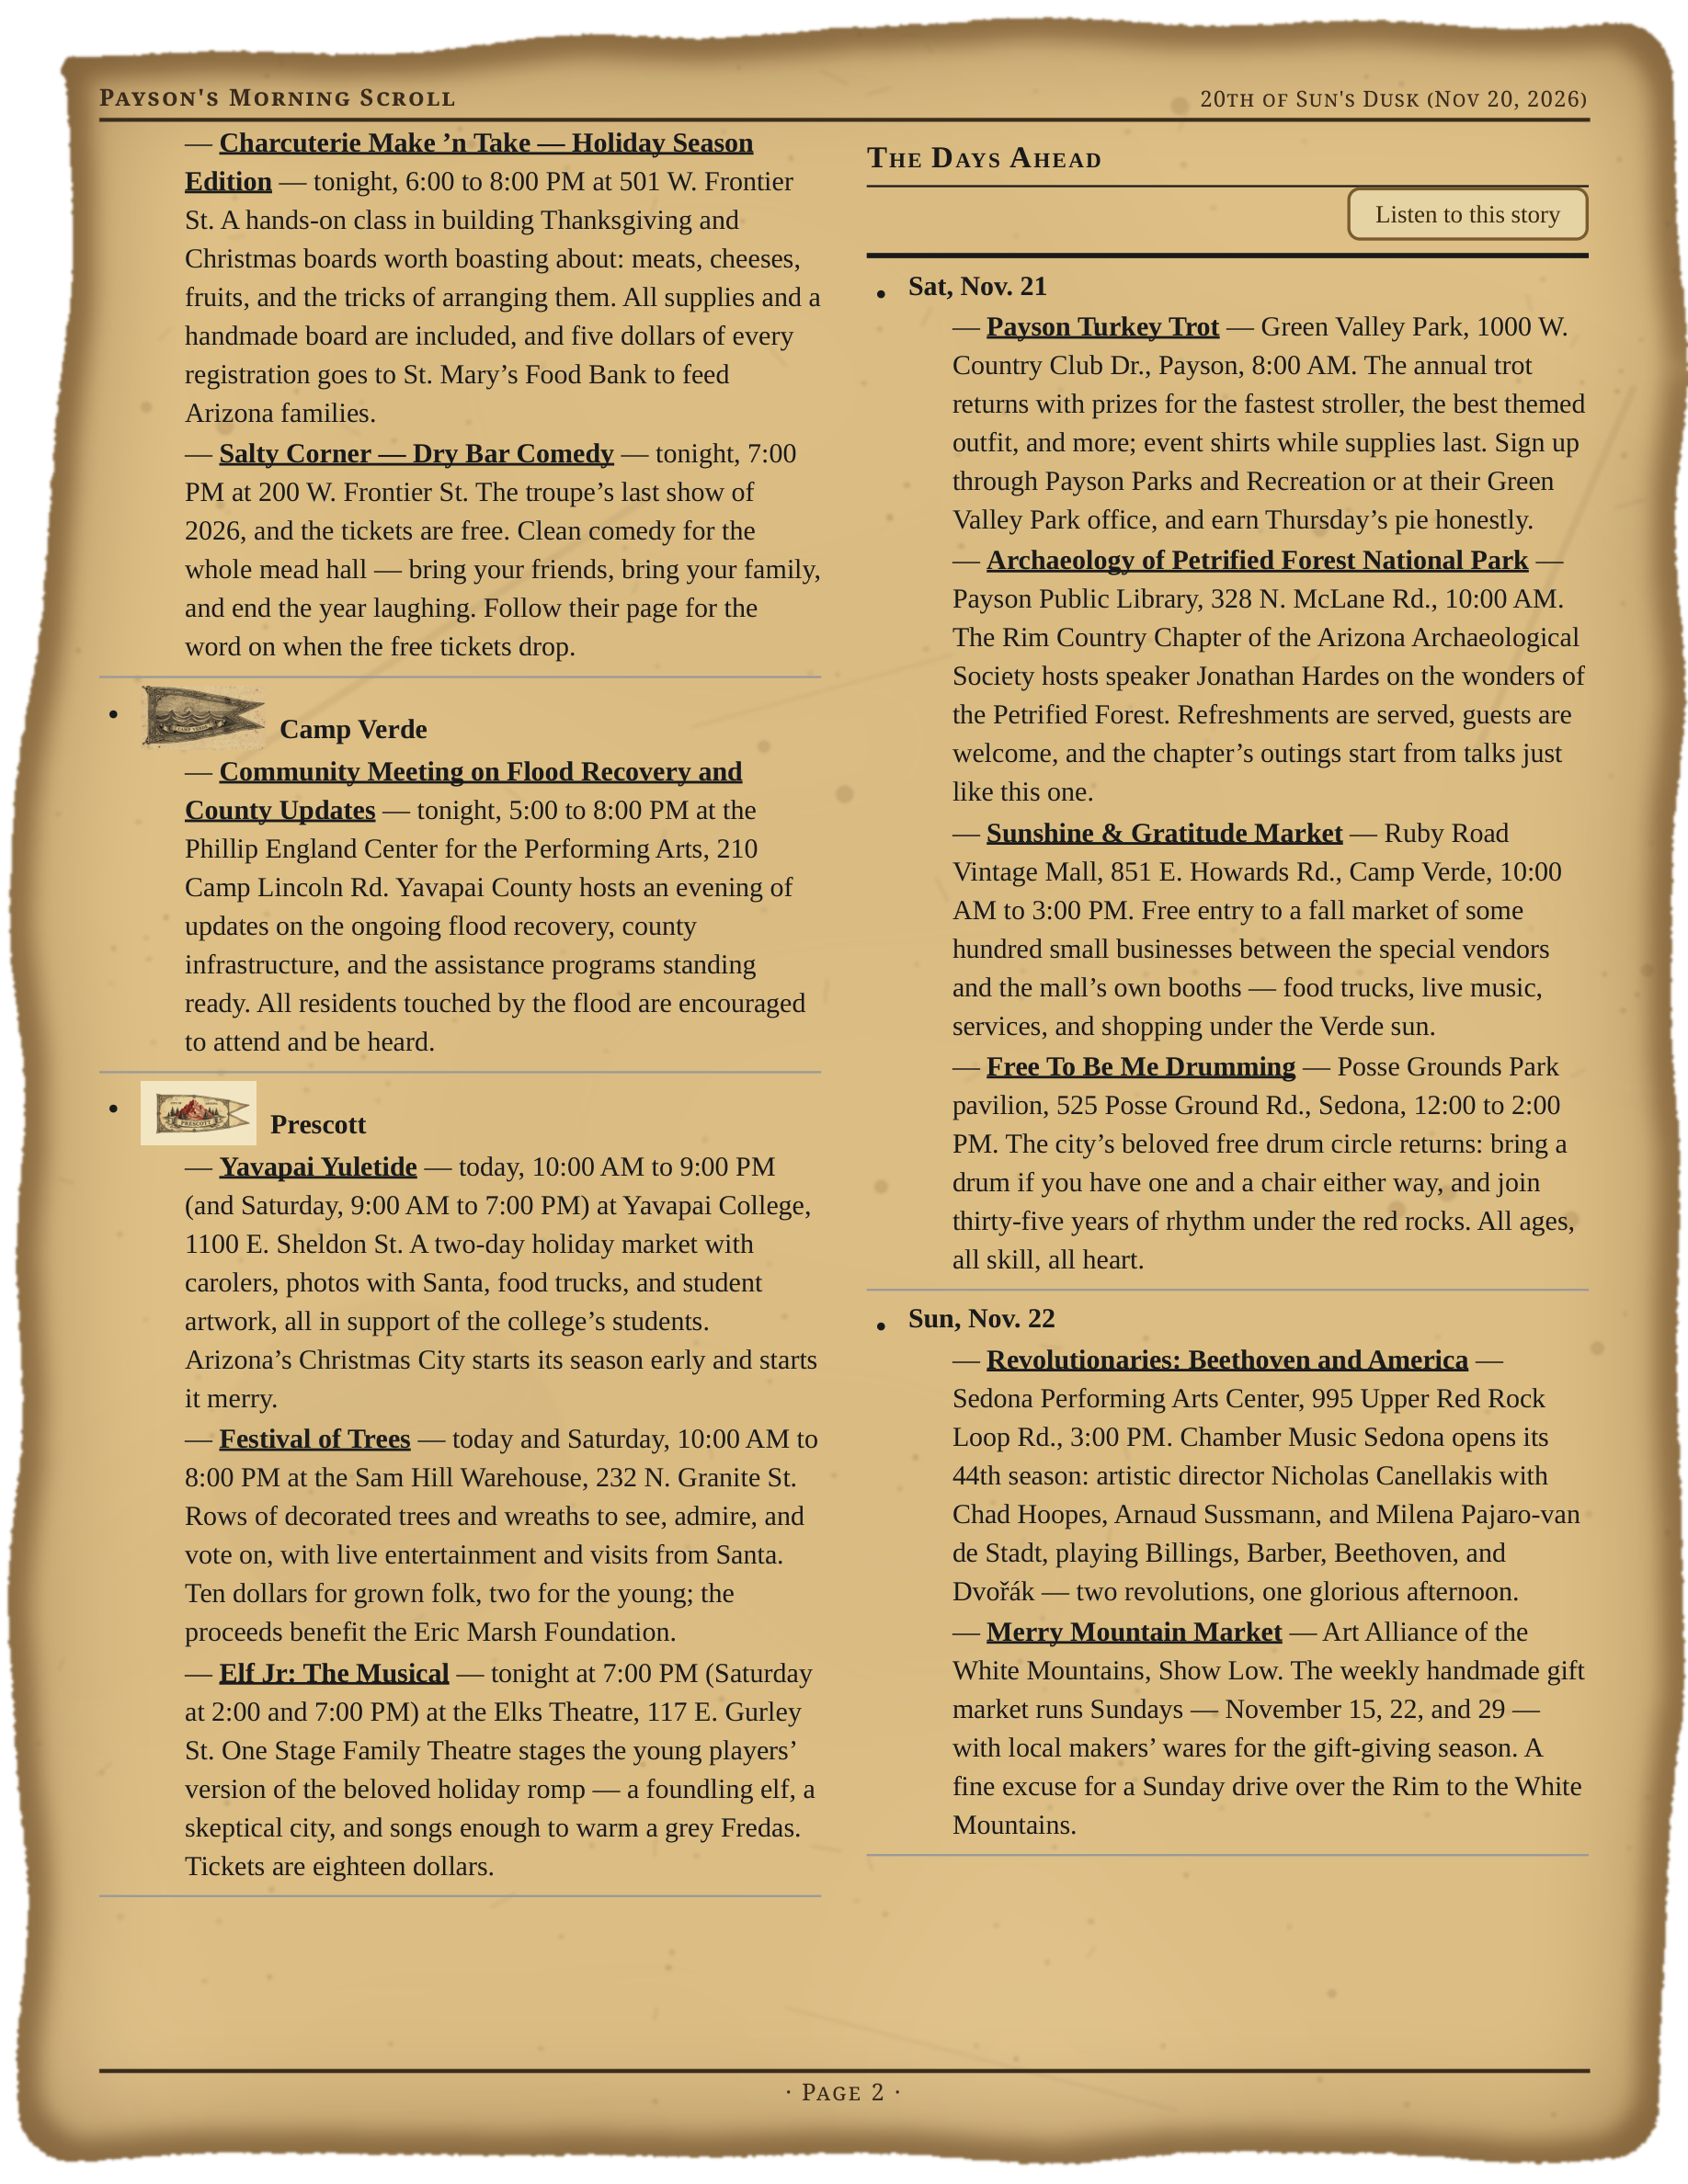 Payson's Morning Scroll
20th of Sun's Dusk (Nov 20, 2026)
— Charcuterie Make ’n Take — Holiday Season
Edition — tonight, 6:00 to 8:00 PM at 501 W. Frontier
St. A hands-on class in building Thanksgiving and
Christmas boards worth boasting about: meats, cheeses,
fruits, and the tricks of arranging them. All supplies and a
handmade board are included, and five dollars of every
registration goes to St. Mary’s Food Bank to feed
Arizona families.
— Salty Corner — Dry Bar Comedy — tonight, 7:00
PM at 200 W. Frontier St. The troupe’s last show of
2026, and the tickets are free. Clean comedy for the
whole mead hall — bring your friends, bring your family,
and end the year laughing. Follow their page for the
word on when the free tickets drop.
• Camp Verde
— Community Meeting on Flood Recovery and
County Updates — tonight, 5:00 to 8:00 PM at the
Phillip England Center for the Performing Arts, 210
Camp Lincoln Rd. Yavapai County hosts an evening of
updates on the ongoing flood recovery, county
infrastructure, and the assistance programs standing
ready. All residents touched by the flood are encouraged
to attend and be heard.
PRESCOTT
• Prescott
— Yavapai Yuletide — today, 10:00 AM to 9:00 PM
(and Saturday, 9:00 AM to 7:00 PM) at Yavapai College,
1100 E. Sheldon St. A two-day holiday market with
carolers, photos with Santa, food trucks, and student
artwork, all in support of the college’s students.
Arizona’s Christmas City starts its season early and starts
it merry.
— Festival of Trees — today and Saturday, 10:00 AM to
8:00 PM at the Sam Hill Warehouse, 232 N. Granite St.
Rows of decorated trees and wreaths to see, admire, and
vote on, with live entertainment and visits from Santa.
Ten dollars for grown folk, two for the young; the
proceeds benefit the Eric Marsh Foundation.
— Elf Jr: The Musical — tonight at 7:00 PM (Saturday
at 2:00 and 7:00 PM) at the Elks Theatre, 117 E. Gurley
St. One Stage Family Theatre stages the young players’
version of the beloved holiday romp — a foundling elf, a
skeptical city, and songs enough to warm a grey Fredas.
Tickets are eighteen dollars.
The Days Ahead
Listen to this story
• Sat, Nov. 21
— Payson Turkey Trot — Green Valley Park, 1000 W.
Country Club Dr., Payson, 8:00 AM. The annual trot
returns with prizes for the fastest stroller, the best themed
outfit, and more; event shirts while supplies last. Sign up
through Payson Parks and Recreation or at their Green
Valley Park office, and earn Thursday’s pie honestly.
— Archaeology of Petrified Forest National Park —
Payson Public Library, 328 N. McLane Rd., 10:00 AM.
The Rim Country Chapter of the Arizona Archaeological
Society hosts speaker Jonathan Hardes on the wonders of
the Petrified Forest. Refreshments are served, guests are
welcome, and the chapter’s outings start from talks just
like this one.
— Sunshine & Gratitude Market — Ruby Road
Vintage Mall, 851 E. Howards Rd., Camp Verde, 10:00
AM to 3:00 PM. Free entry to a fall market of some
hundred small businesses between the special vendors
and the mall’s own booths — food trucks, live music,
services, and shopping under the Verde sun.
— Free To Be Me Drumming — Posse Grounds Park
pavilion, 525 Posse Ground Rd., Sedona, 12:00 to 2:00
PM. The city’s beloved free drum circle returns: bring a
drum if you have one and a chair either way, and join
thirty-five years of rhythm under the red rocks. All ages,
all skill, all heart.
• Sun, Nov. 22
— Revolutionaries: Beethoven and America —
Sedona Performing Arts Center, 995 Upper Red Rock
Loop Rd., 3:00 PM. Chamber Music Sedona opens its
44th season: artistic director Nicholas Canellakis with
Chad Hoopes, Arnaud Sussmann, and Milena Pajaro-van
de Stadt, playing Billings, Barber, Beethoven, and
Dvořák — two revolutions, one glorious afternoon.
— Merry Mountain Market — Art Alliance of the
White Mountains, Show Low. The weekly handmade gift
market runs Sundays — November 15, 22, and 29 —
with local makers’ wares for the gift-giving season. A
fine excuse for a Sunday drive over the Rim to the White
Mountains.
· Page 2 ·